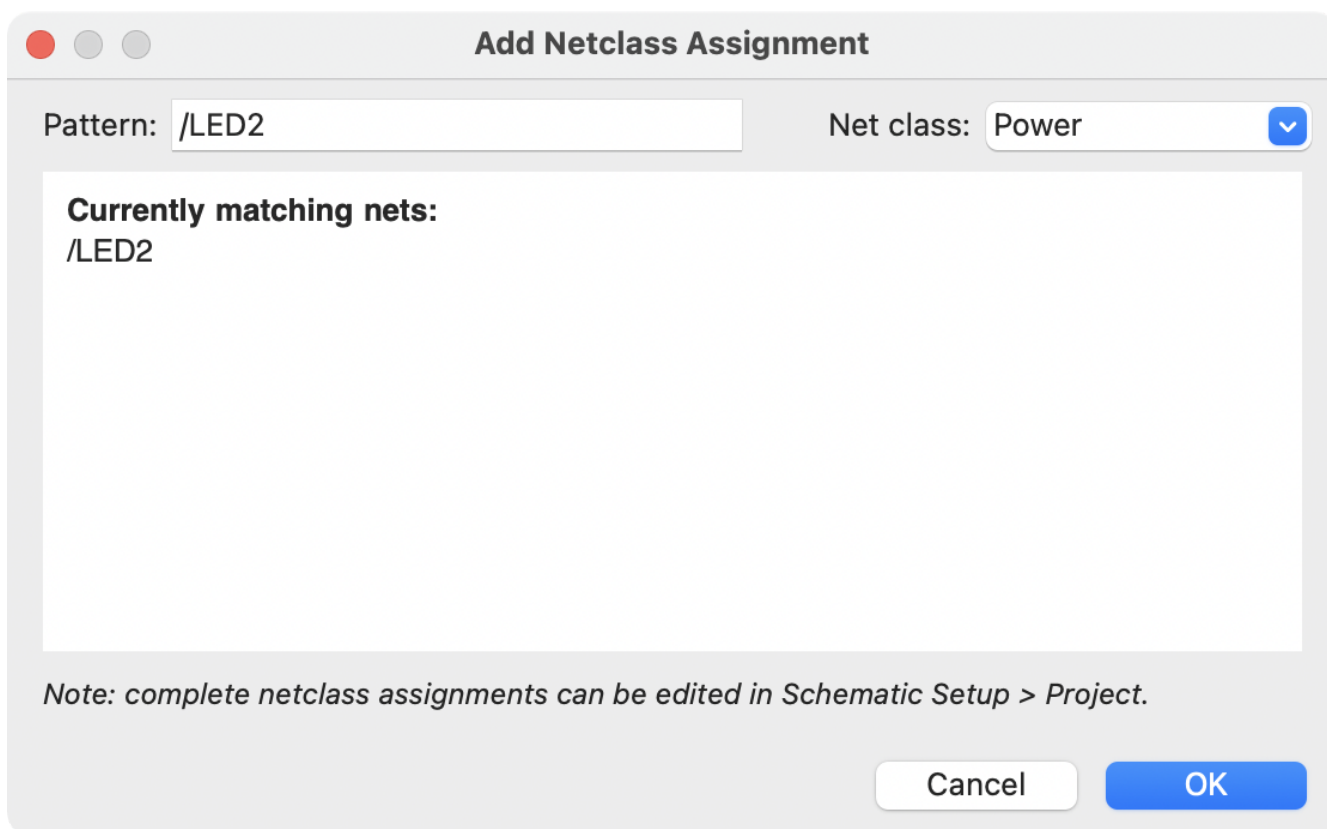 Add Netclass Assignment
Pattern: /LED2 Net class: Power
Currently matching nets:
/LED2
Note: complete netclass assignments can be edited in Schematic Setup > Project.
Cancel OK